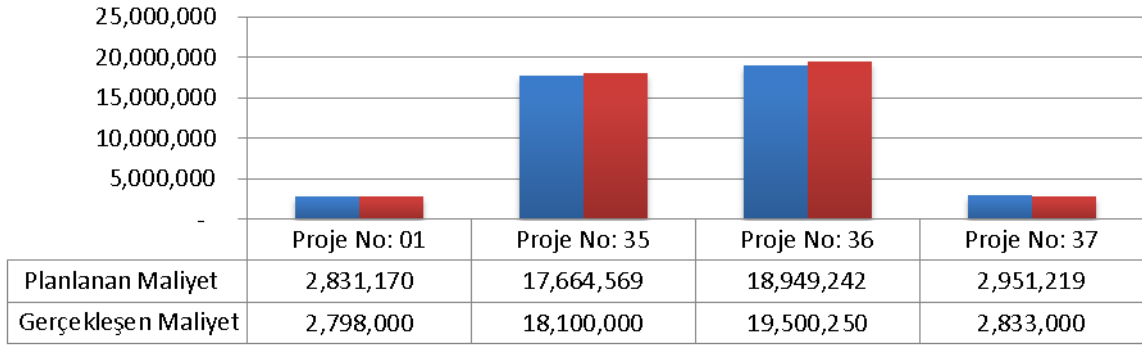 25,000,000
20,000,000
15,000,000
10,000,000
5,000,000
-
Proje No: 01 Proje No: 35 Proje No: 36 Proje No: 37
Planlanan Maliyet 2,831,170 17,664,569 18,949,242 2,951,219
Gerçekleşen Maliyet 2,798,000 18,100,000 19,500,250 2,833,000